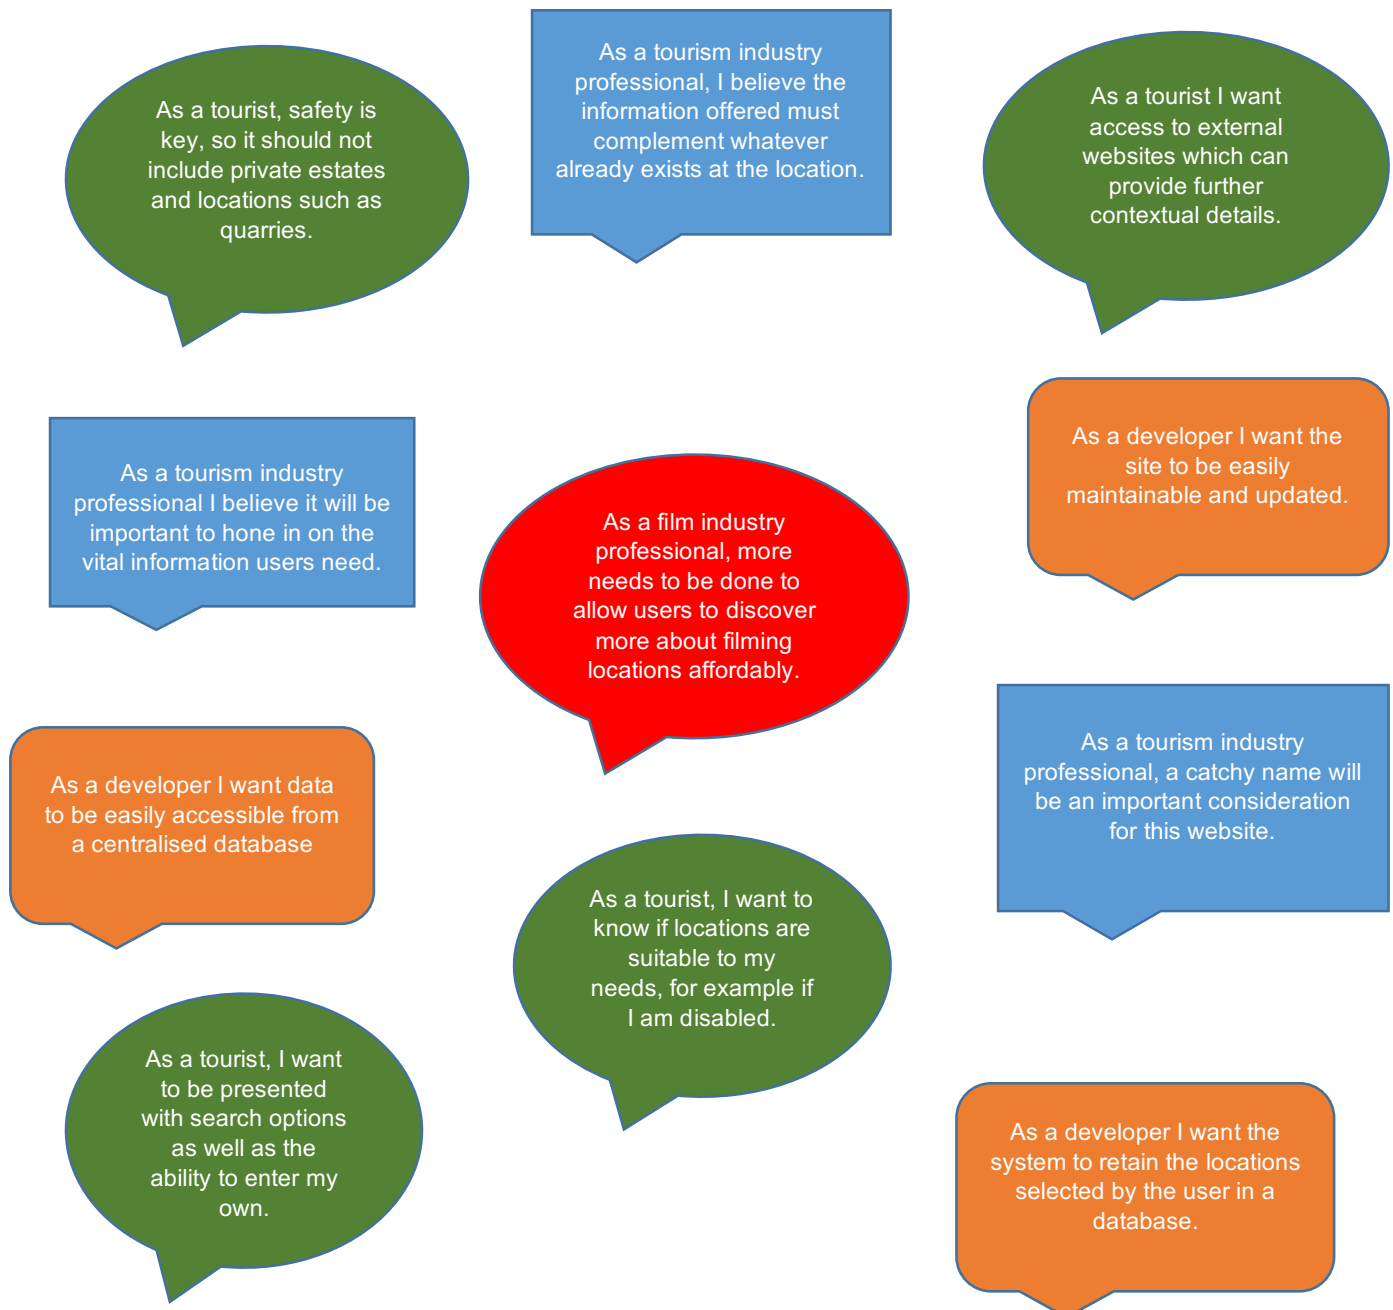 As a tourist, safety is
key, so it should not
include private estates
and locations such as
quarries.
As a tourism industry
professional, I believe the
information offered must
complement whatever
already exists at the location.
As a tourist I want
access to external
websites which can
provide further
contextual details.
As a tourism industry
professional I believe it will be
important to hone in on the
vital information users need.
As a film industry
professional, more
needs to be done to
allow users to discover
more about filming
locations affordably.
As a developer I want the
site to be easily
maintainable and updated.
As a developer I want data
to be easily accessible from
a centralised database
As a tourism industry
professional, a catchy name will
be an important consideration
for this website.
As a tourist, I want to
know if locations are
suitable to my
needs, for example if
I am disabled.
As a tourist, I want
to be presented
with search options
as well as the
ability to enter my
own.
As a developer I want the
system to retain the locations
selected by the user in a
database.